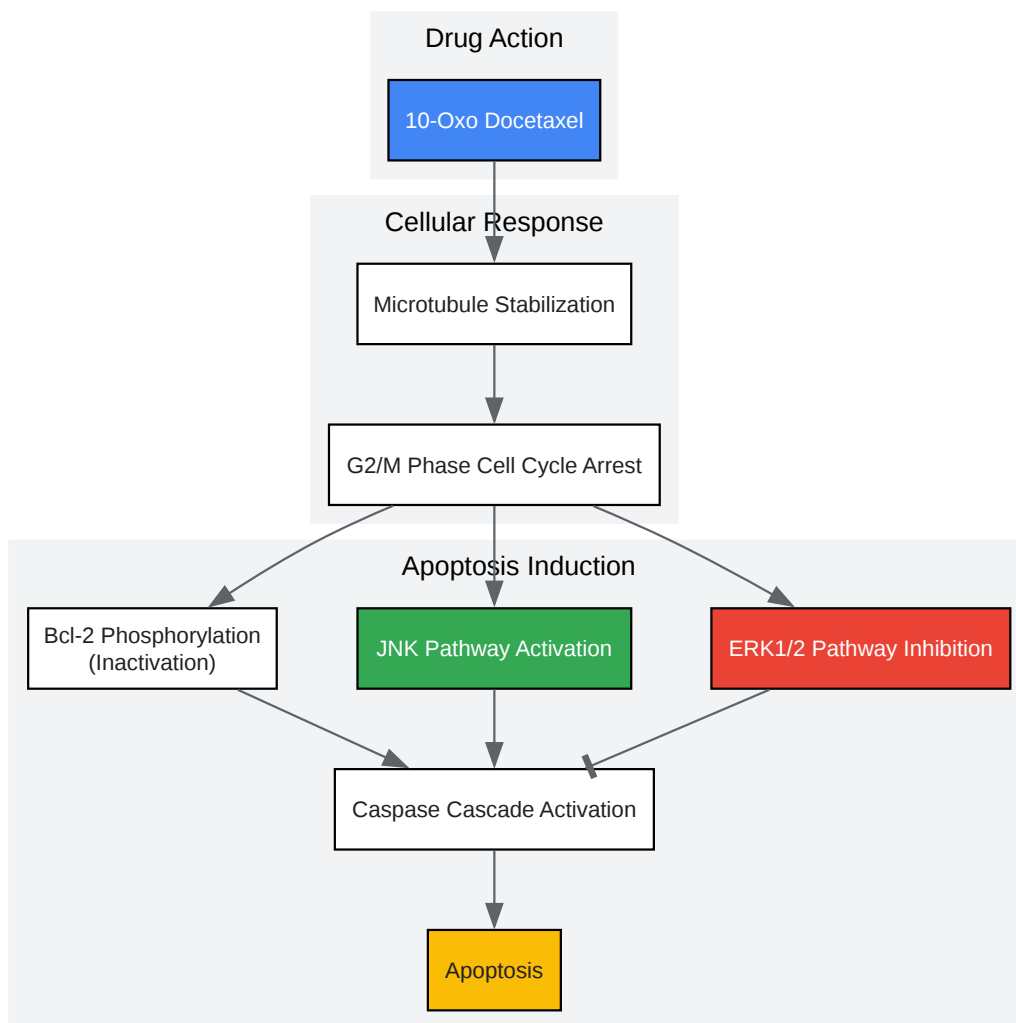 Drug Action
10-Oxo Docetaxel
Cellular Response
Microtubule Stabilization
G2/M Phase Cell Cycle Arrest
Apoptosis Induction
Bcl-2 Phosphorylation
(Inactivation)
JNK Pathway Activation
ERK1/2 Pathway Inhibition
Caspase Cascade Activation
Apoptosis